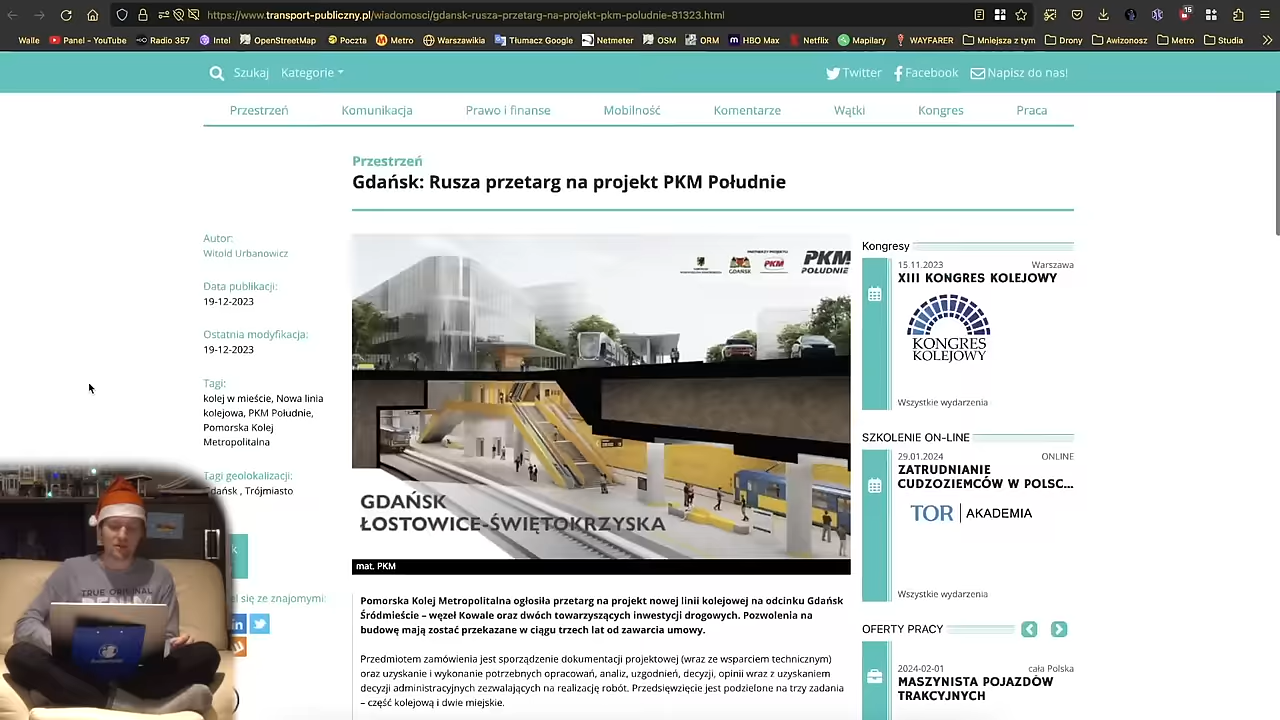 https://www.transport-publiczny.pl/wiadomosci/gdansk-rusza-przetarg-na-projekt-pkm-poludnie-81323.html
15
Walle
Panel - YouTube
Radio 357
Intel
OpenStreetMap
Poczta
Metro
Warszawikia
Tłumacz Google
Netmeter
OSM
ORM
HBO Max
Netflix
Mapilary
WAYFARER
Mniejsza z tym
Drony
Awizonosz
Metro
Studia
Szukaj Kategorie
Twitter Facebook Napisz do nas!
Przestrzeń Komunikacja Prawo i finanse Mobilność Komentarze Wątki Kongres Praca
Przestrzeń
Gdańsk: Rusza przetarg na projekt PKM Południe
Autor:
Witold Urbanowicz
Data publikacji:
19-12-2023
Ostatnia modyfikacja:
19-12-2023
Tagi:
kolej w mieście, Nowa linia
kolejowa, PKM Południe,
Pomorska Kolej
Metropolitalna
Tagi geolokalizacji:
dańsk , Trójmiasto
k
el się ze znajomymi:
in
TRUE ORIGINAL
GDAŃSK
PKM
PKM
POŁUDNIE
GDAŃSK
ŁOSTOWICE-ŚWIĘTOKRZYSKA
mat. PKM
Pomorska Kolej Metropolitalna ogłosiła przetarg na projekt nowej linii kolejowej na odcinku Gdańsk
Śródmieście – węzeł Kowale oraz dwóch towarzyszących inwestycji drogowych. Pozwolenia na
budowę mają zostać przekazane w ciągu trzech lat od zawarcia umowy.
Przedmiotem zamówienia jest sporządzenie dokumentacji projektowej (wraz ze wsparciem technicznym)
oraz uzyskanie i wykonanie potrzebnych opracowań, analiz, uzgodnień, decyzji, opinii wraz z uzyskaniem
decyzji administracyjnych zezwalających na realizację robót. Przedsięwzięcie jest podzielone na trzy zadania
– część kolejową i dwie miejskie.
Kongresy
15.11.2023 Warszawa
XIII KONGRES KOLEJOWY
KONGRES
KOLEJOWY
Wszystkie wydarzenia
SZKOLENIE ON-LINE
29.01.2024 ONLINE
ZATRUDNIANIE
CUDZOZIEMCÓW W POLSC...
TOR AKADEMIA
Wszystkie wydarzenia
OFERTY PRACY
2024-02-01 cała Polska
MASZYNISTA POJAZDÓW
TRAKCYJNYCH